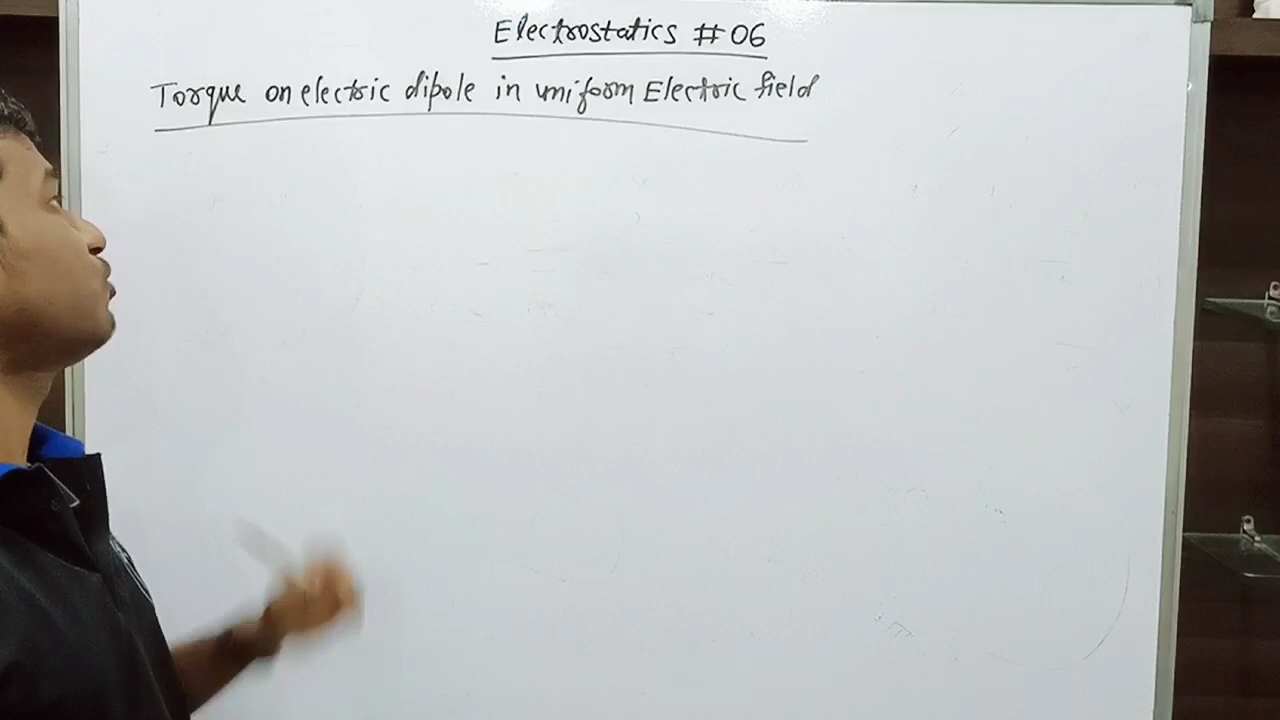 Electrostatics #06
Torque on electric dipole in uniform Electric field